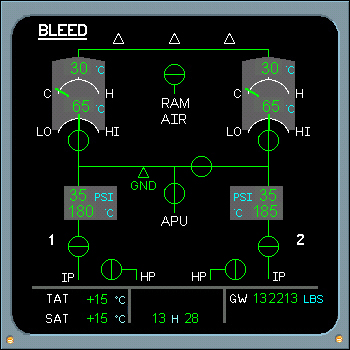 BLEED
30 °C 30 °C
C H C H
65 °C 65 °C
RAM
AIR
LO HI LO HI
GND
35 PSI PSI 35
180 °C °C 185
APU
1 2
IP HP HP IP
TAT +15 °C GW 132213 LBS
SAT +15 °C 13 H 28